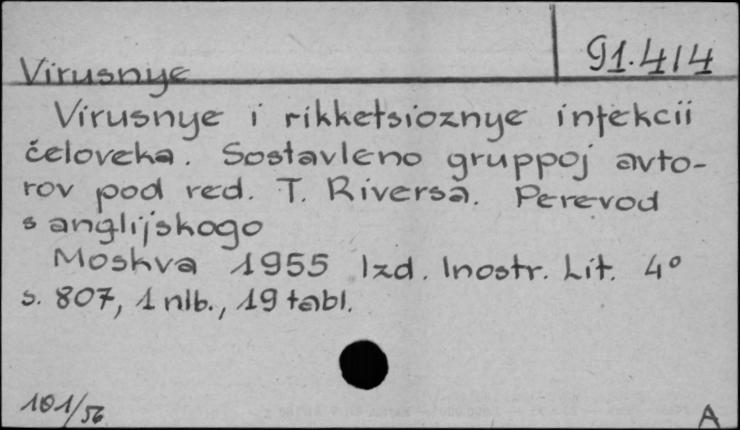 91.414
Virusnye
Virusnye i rikketsioznye infekcii
čeloveka. Sostavleno gruppoj avto-
rov pod red. T. Riversa. Perevod
s anglijskogo
Moskva 1955 Izd. Inostr. Lit. 4°
s. 807, 1 nlb., 19 tabl.
101/56
A